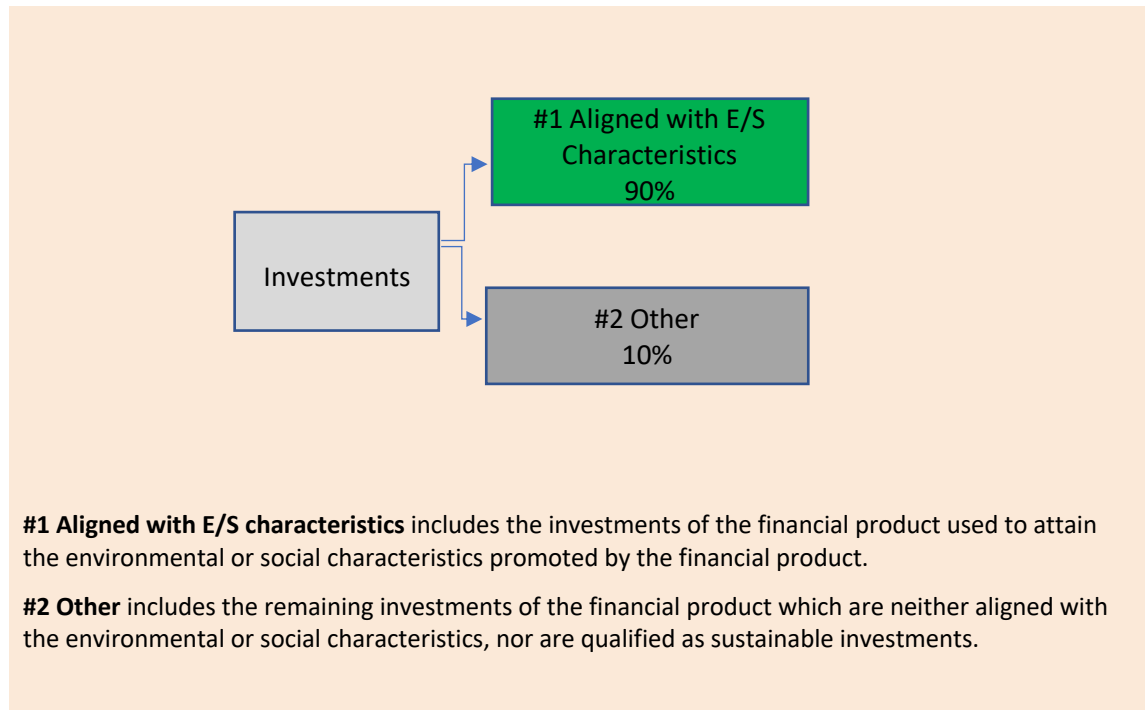 #1 Aligned with E/S
Characteristics
90%
Investments
#2 Other
10%
#1 Aligned with E/S characteristics includes the investments of the financial product used to attain
the environmental or social characteristics promoted by the financial product.
#2 Other includes the remaining investments of the financial product which are neither aligned with
the environmental or social characteristics, nor are qualified as sustainable investments.